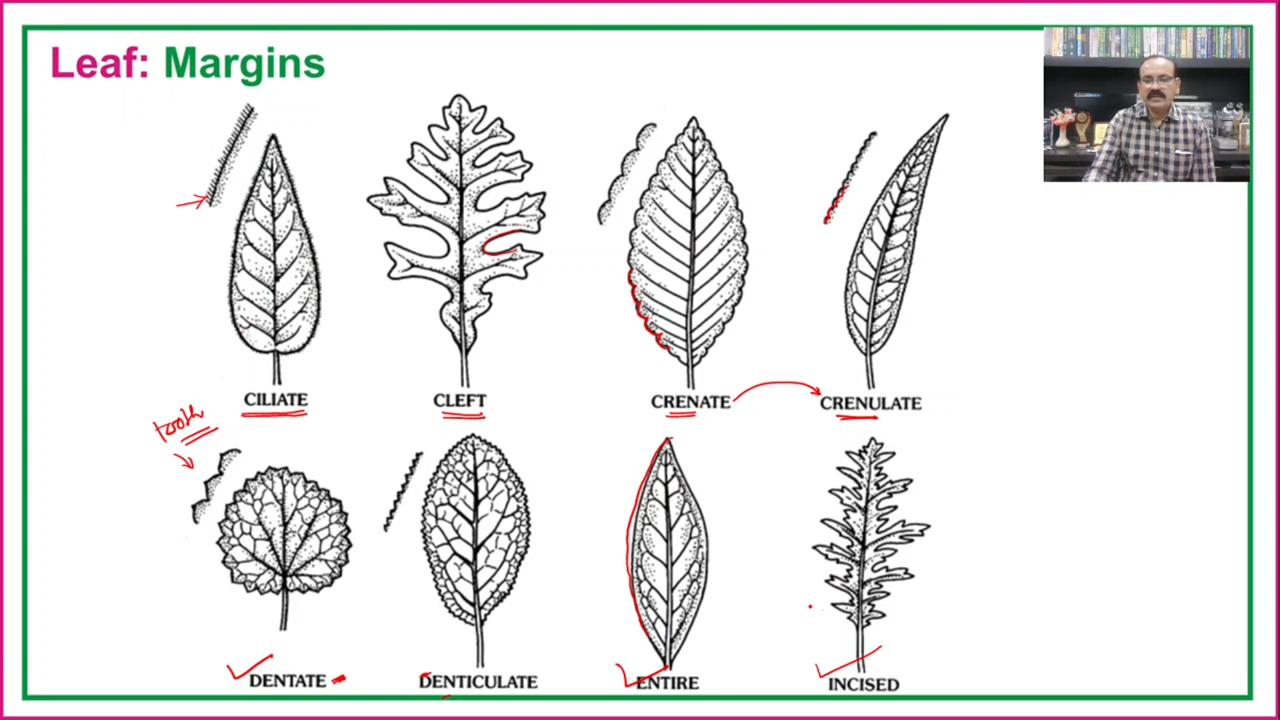 Leaf: Margins
CILIATE
CLEFT
CRENATE
CRENULATE
tooth
DENTATE
DENTICULATE
ENTIRE
INCISED